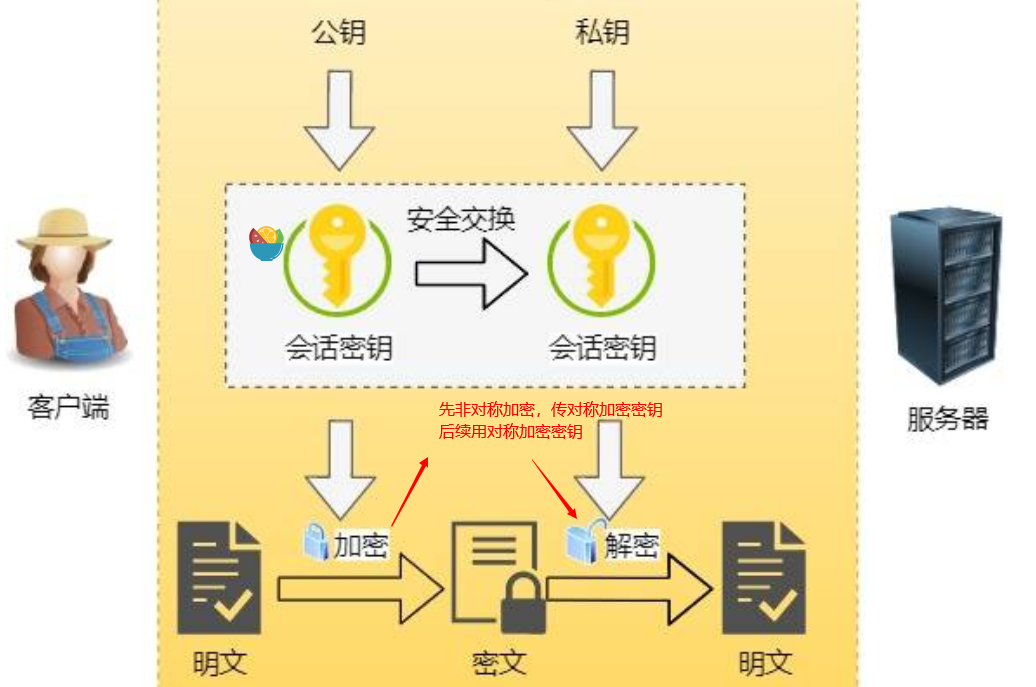 公钥
私钥
安全交换
会话密钥
会话密钥
客户端
服务器
先非对称加密，传对称加密密钥
后续用对称加密密钥
加密
解密
明文
密文
明文